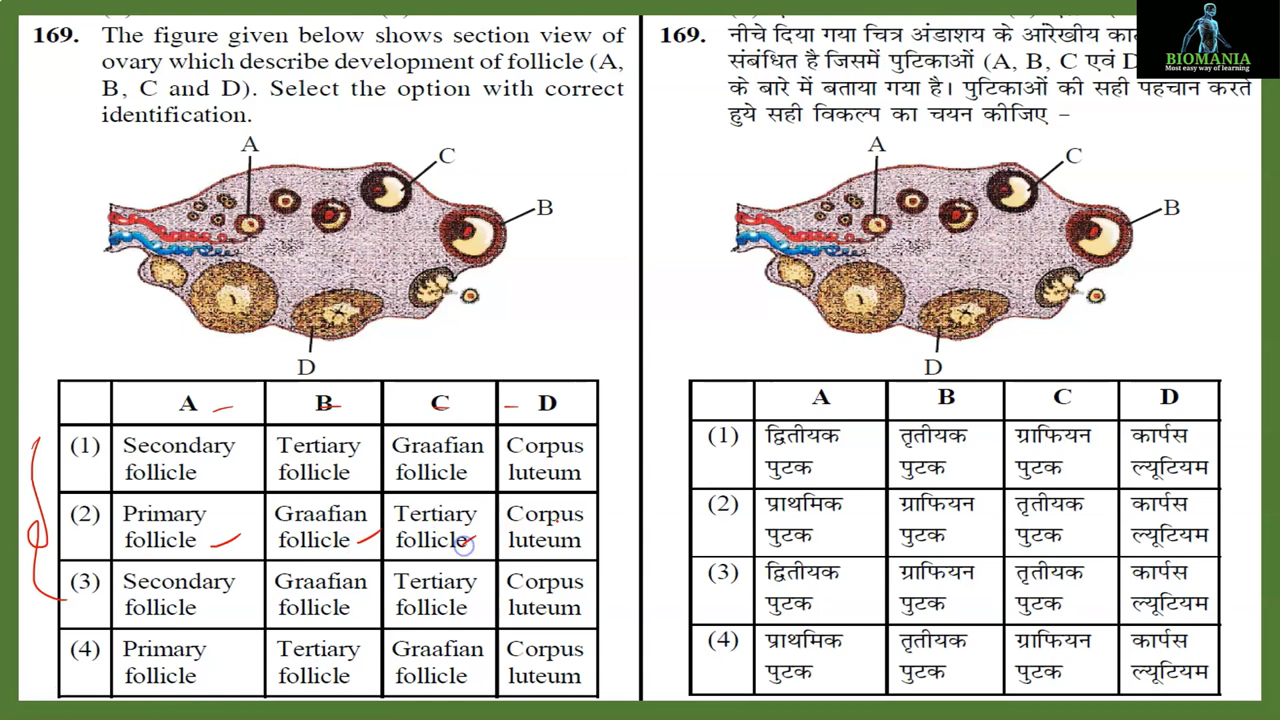 169. The figure given below shows section view of
ovary which describe development of follicle (A,
B, C and D). Select the option with correct
identification.
A
C
B
D
A B C D
(1) Secondary follicle Tertiary follicle Graafian follicle Corpus luteum
(2) Primary follicle Graafian follicle Tertiary follicle Corpus luteum
(3) Secondary follicle Graafian follicle Tertiary follicle Corpus luteum
(4) Primary follicle Tertiary follicle Graafian follicle Corpus luteum
169. नीचे दिया गया चित्र अंडाशय के आरेखीय
संबंधित है जिसमें पुटिकाओं (A, B, C एवं D
के बारे में बताया गया है। पुटिकाओं की सही पहचान करते
हुये सही विकल्प का चयन कीजिए –
A
C
B
D
A B C D
(1) द्वितीयक पुटक तृतीयक पुटक ग्राफियन पुटक कार्पस ल्यूटियम
(2) प्राथमिक पुटक ग्राफियन पुटक तृतीयक पुटक कार्पस ल्यूटियम
(3) द्वितीयक पुटक ग्राफियन पुटक तृतीयक पुटक कार्पस ल्यूटियम
(4) प्राथमिक पुटक तृतीयक पुटक ग्राफियन पुटक कार्पस ल्यूटियम
BIOMANIA
Most easy way of learning